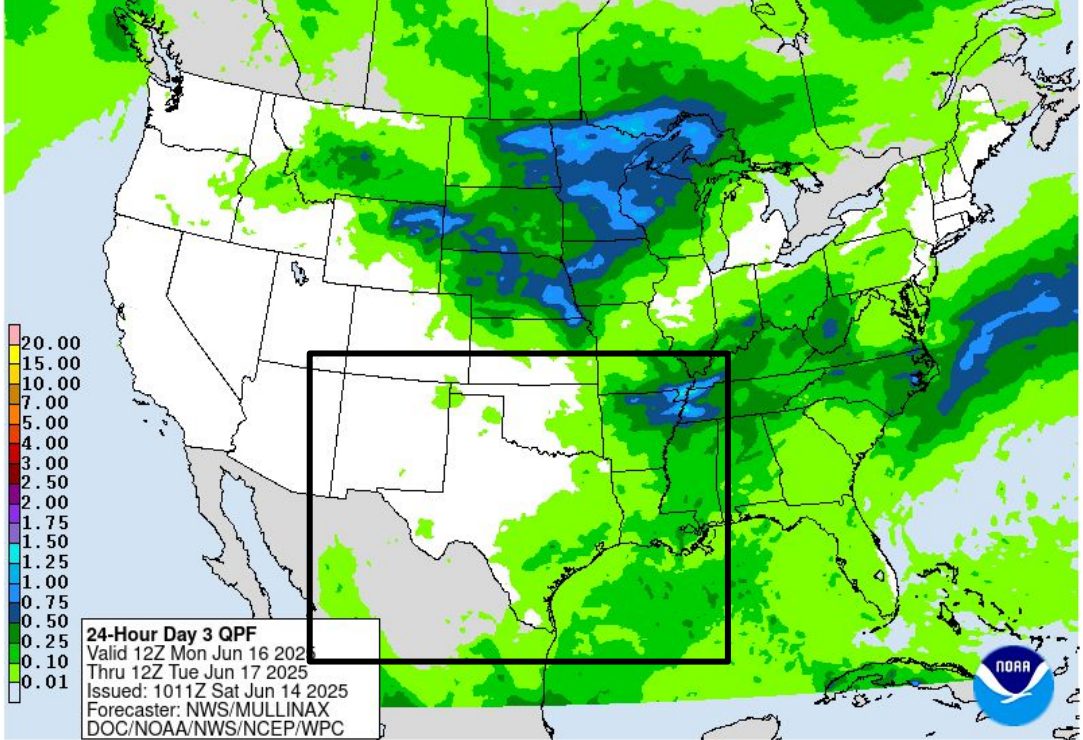 20.00
15.00
10.00
7.00
5.00
4.00
3.00
2.50
2.00
1.75
1.50
1.25
1.00
0.75
0.50
0.25
0.10
0.01
24-Hour Day 3 QPF
Valid 12Z Mon Jun 16 2025
Thru 12Z Tue Jun 17 2025
Issued: 1011Z Sat Jun 14 2025
Forecaster: NWS/MULLINAX
DOC/NOAA/NWS/NCEP/WPC
NOAA